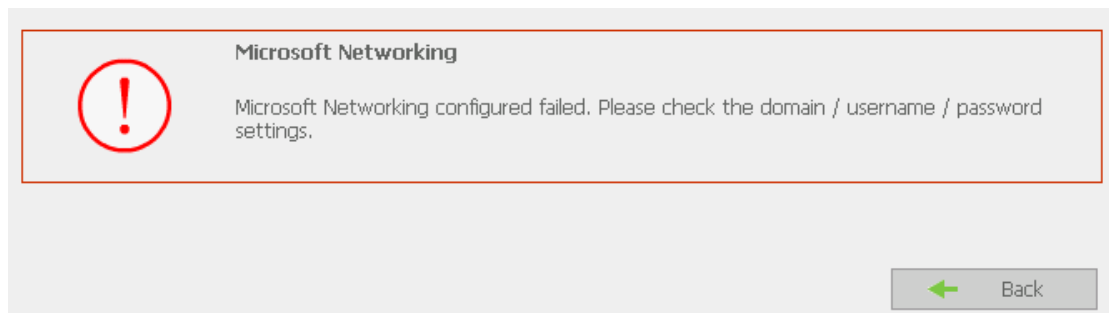 Microsoft Networking
Microsoft Networking configured failed. Please check the domain / username / password
settings.
Back